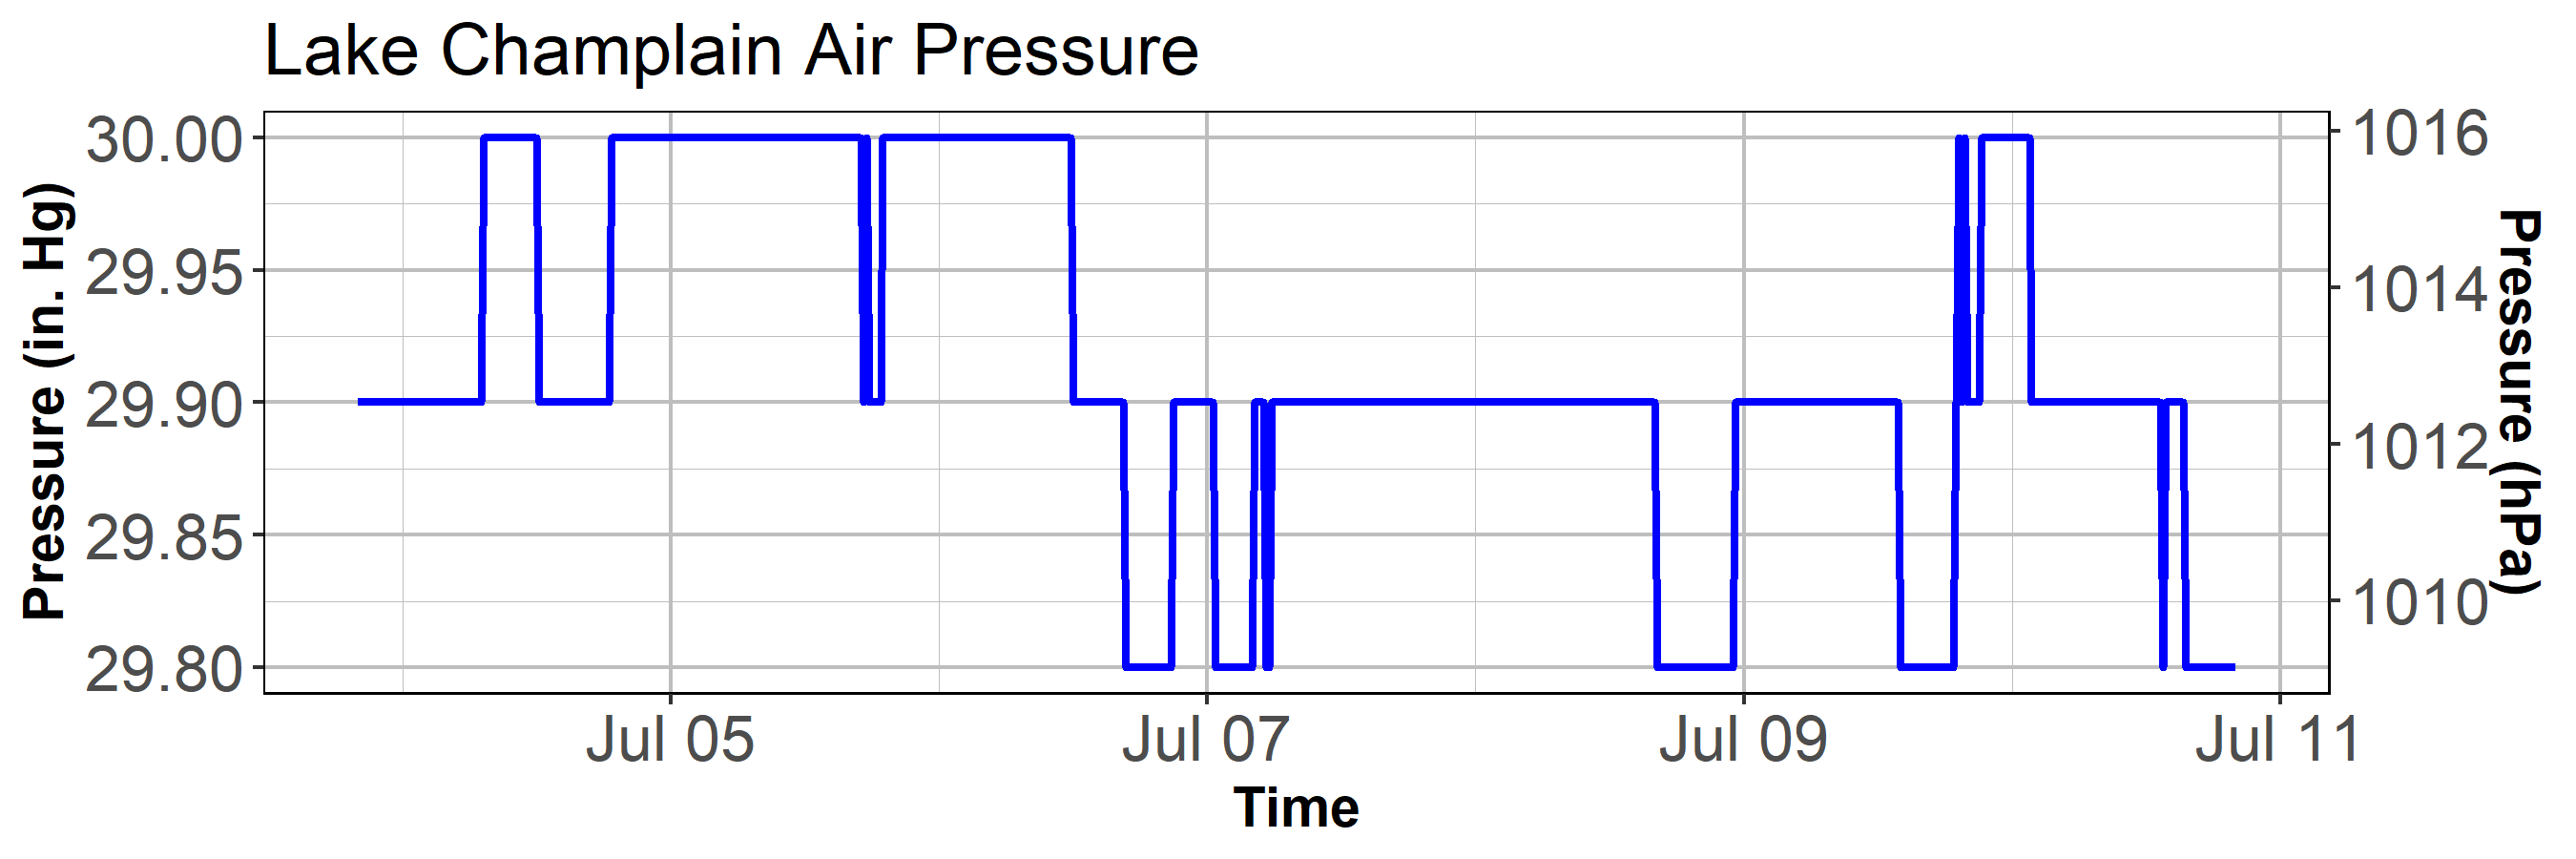 Lake Champlain Air Pressure
Pressure (in. Hg)
30.00
29.95
29.90
29.85
29.80
1016
1014
1012
1010
Pressure (hPa)
Jul 05 Jul 07 Jul 09 Jul 11
Time